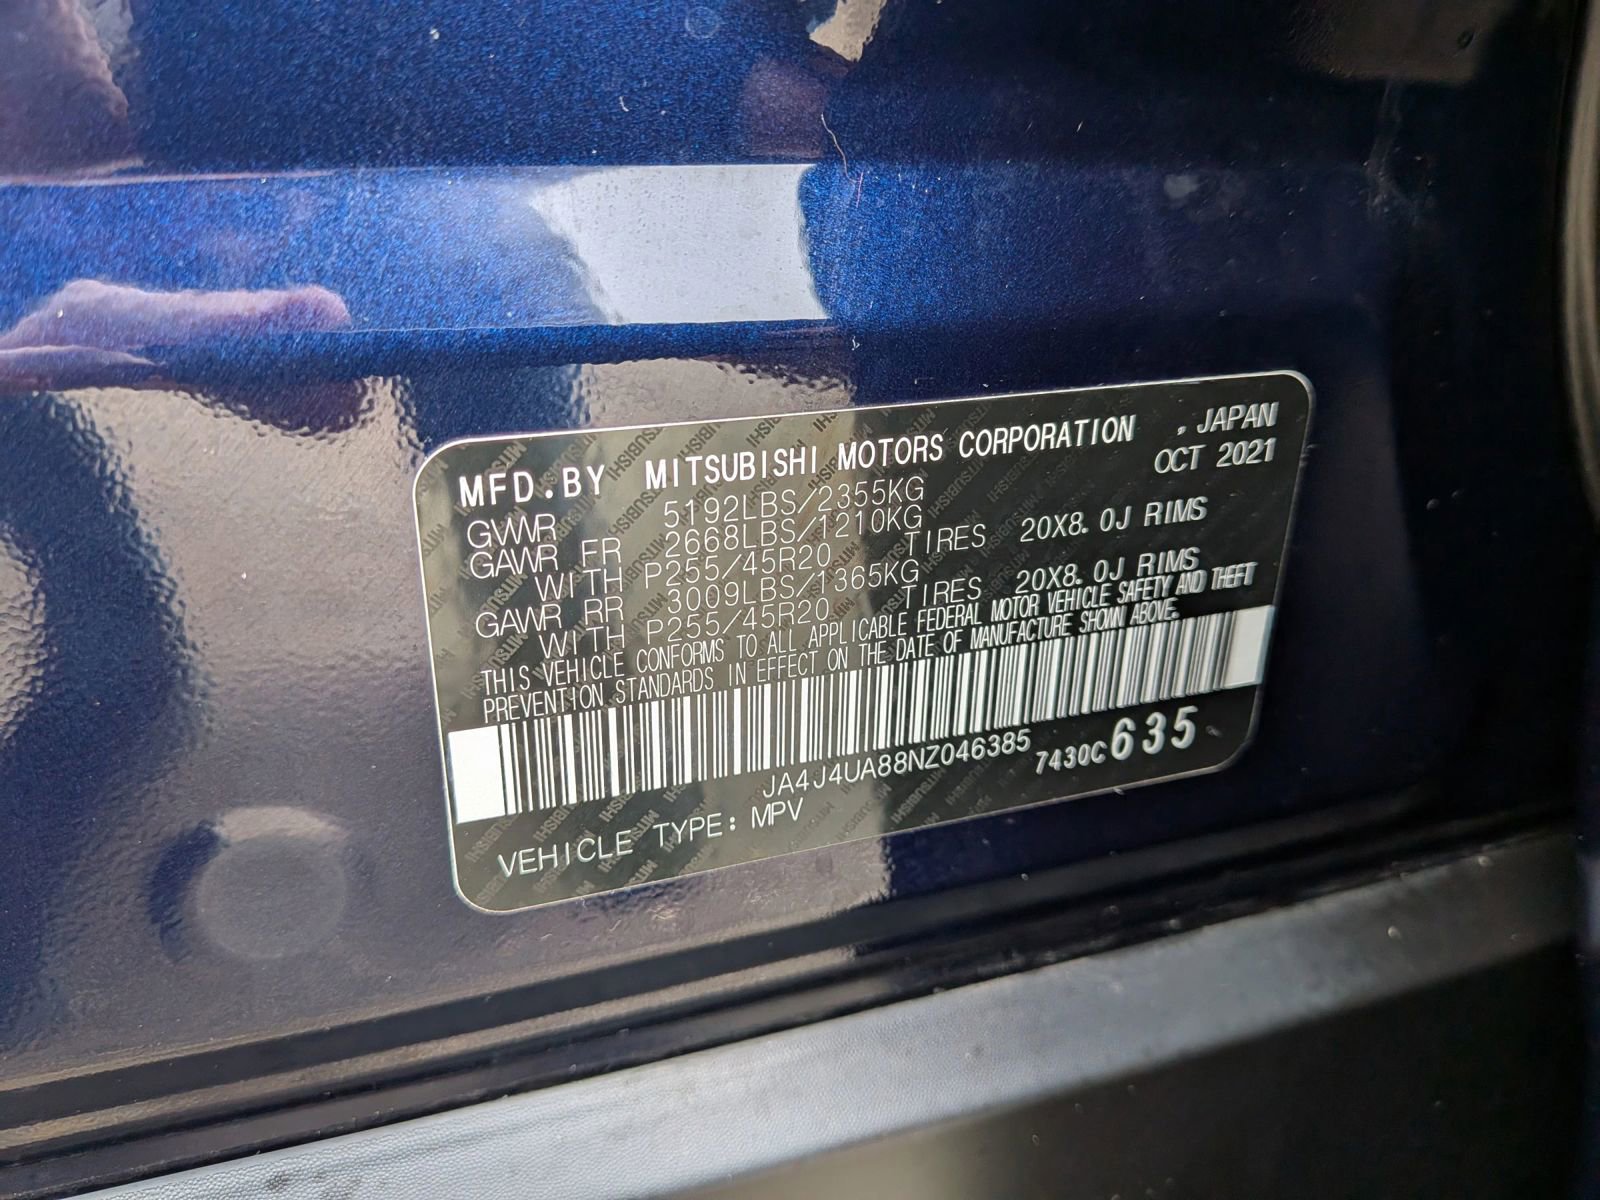 MFD.BY MITSUBISHI MOTORS CORPORATION , JAPAN
OCT 2021
GVWR 5192LBS/2355KG
GAWR FR 2668LBS/1210KG
WITH P255/45R20 TIRES 20X8.0J RIMS
GAWR RR 3009LBS/1365KG
WITH P255/45R20 TIRES 20X8.0J RIMS
THIS VEHICLE CONFORMS TO ALL APPLICABLE FEDERAL MOTOR VEHICLE SAFETY AND THEFT
PREVENTION STANDARDS IN EFFECT ON THE DATE OF MANUFACTURE SHOWN ABOVE.
JA4J4UA88NZ046385 7430C 635
VEHICLE TYPE: MPV